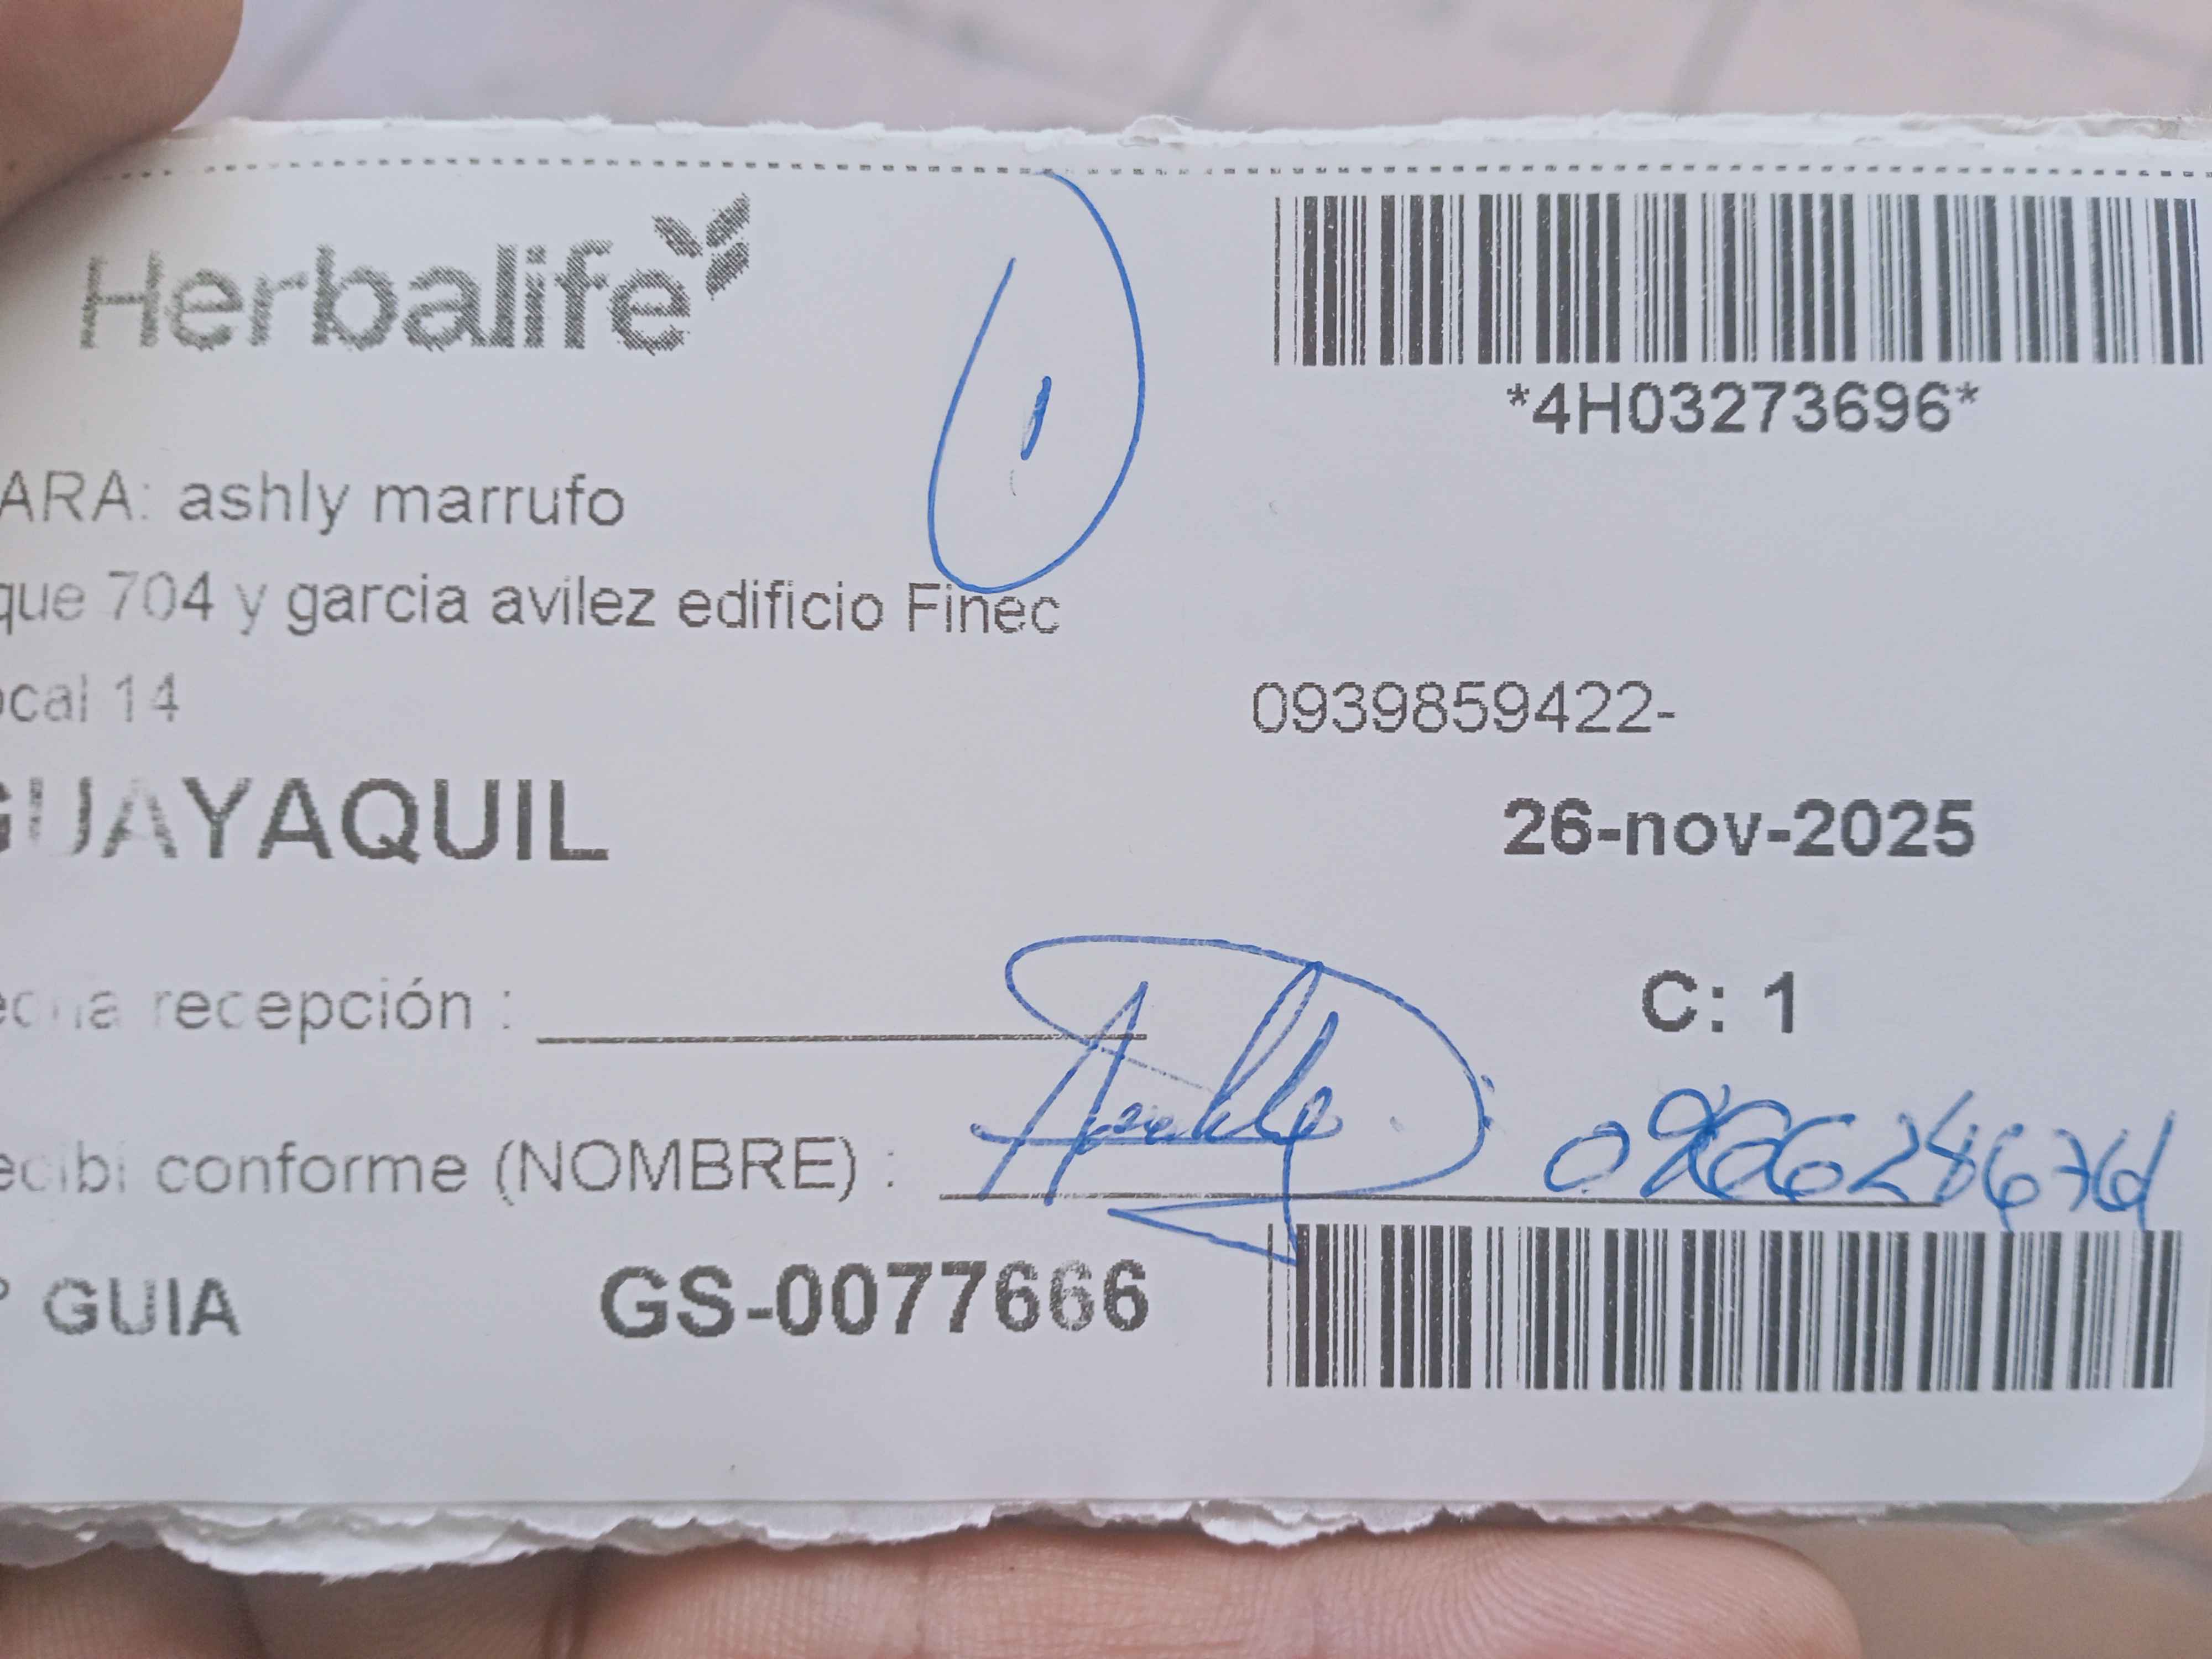 Herbalife
*4H03273696*
ARA: ashly marrufo
que 704 y garcia avilez edificio Finec
ocal 14
0939859422-
GUAYAQUIL
26-nov-2025
echa recepción :
C: 1
ecibi conforme (NOMBRE) :
° GUIA
GS-0077666